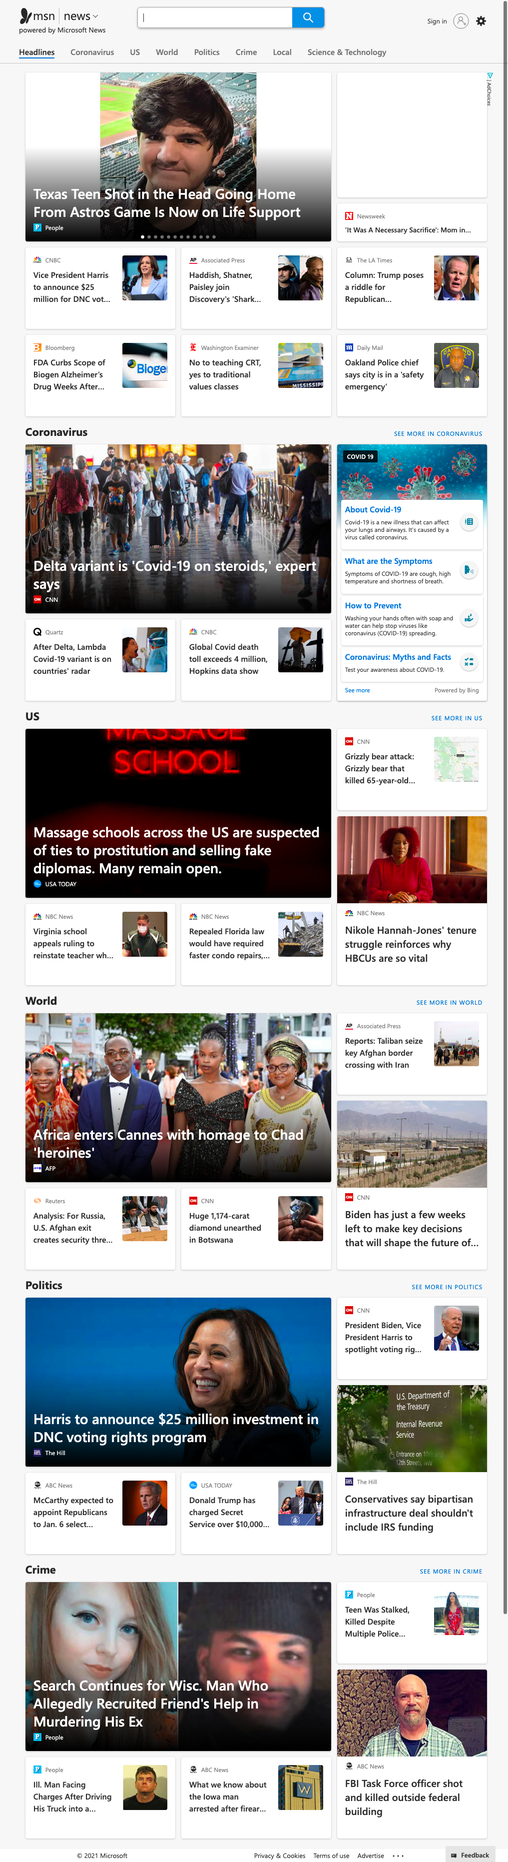 msn | news
powered by Microsoft News
Sign in
Headlines
Coronavirus
US
World
Politics
Crime
Local
Science & Technology
Texas Teen Shot in the Head Going Home
From Astros Game Is Now on Life Support
People
AdChoices
Newsweek
'It Was A Necessary Sacrifice': Mom in...
CNBC
Vice President Harris
to announce $25
million for DNC vot...
Associated Press
Haddish, Shatner,
Paisley join
Discovery's 'Shark...
The LA Times
Column: Trump poses
a riddle for
Republican...
Bloomberg
FDA Curbs Scope of
Biogen Alzheimer's
Drug Weeks After...
Bioge
Washington Examiner
No to teaching CRT,
yes to traditional
values classes
MISSISSIPPI
Daily Mail
Oakland Police chief
says city is in a 'safety
emergency'
Coronavirus
SEE MORE IN CORONAVIRUS
Delta variant is 'Covid-19 on steroids,' expert
says
CNN
COVID 19
About Covid-19
Covid-19 is a new illness that can affect
your lungs and airways. It's caused by a
virus called coronavirus.
What are the Symptoms
Symptoms of COVID-19 are cough, high
temperature and shortness of breath.
How to Prevent
Washing your hands often with soap and
water can help stop viruses like
coronavirus (COVID-19) spreading.
Coronavirus: Myths and Facts
Test your awareness about COVID-19.
See more
Powered by Bing
Quartz
After Delta, Lambda
Covid-19 variant is on
countries' radar
CNBC
Global Covid death
toll exceeds 4 million,
Hopkins data show
US
SEE MORE IN US
MASSAGE
SCHOOL
Massage schools across the US are suspected
of ties to prostitution and selling fake
diplomas. Many remain open.
USA TODAY
CNN
Grizzly bear attack:
Grizzly bear that
killed 65-year-old...
NBC News
Nikole Hannah-Jones' tenure
struggle reinforces why
HBCUs are so vital
NBC News
Virginia school
appeals ruling to
reinstate teacher wh...
NBC News
Repealed Florida law
would have required
faster condo repairs,...
World
SEE MORE IN WORLD
Africa enters Cannes with homage to Chad
'heroines'
AFP
Associated Press
Reports: Taliban seize
key Afghan border
crossing with Iran
CNN
Biden has just a few weeks
left to make key decisions
that will shape the future of...
Reuters
Analysis: For Russia,
U.S. Afghan exit
creates security thre...
CNN
Huge 1,174-carat
diamond unearthed
in Botswana
Politics
SEE MORE IN POLITICS
Harris to announce $25 million investment in
DNC voting rights program
The Hill
CNN
President Biden, Vice
President Harris to
spotlight voting rig...
U.S. Department of
the Treasury
Internal Revenue
Service
The Hill
Conservatives say bipartisan
infrastructure deal shouldn't
include IRS funding
ABC News
McCarthy expected to
appoint Republicans
to Jan. 6 select...
USA TODAY
Donald Trump has
charged Secret
Service over $10,000...
Crime
SEE MORE IN CRIME
Search Continues for Wisc. Man Who
Allegedly Recruited Friend's Help in
Murdering His Ex
People
People
Teen Was Stalked,
Killed Despite
Multiple Police...
ABC News
FBI Task Force officer shot
and killed outside federal
building
People
Ill. Man Facing
Charges After Driving
His Truck into a...
ABC News
What we know about
the Iowa man
arrested after firear...
W
© 2021 Microsoft
Privacy & Cookies
Terms of use
Advertise
...
Feedback